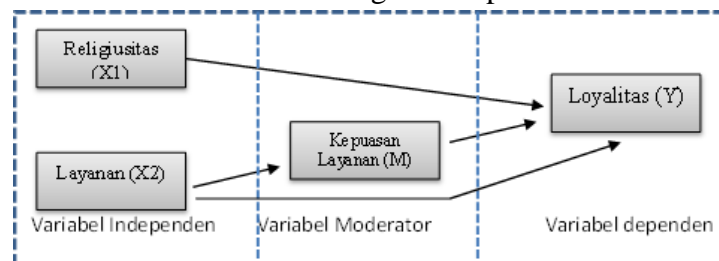 Religiusitas
(X1)
Loyalitas (Y)
Kepuasan
Layanan (M)
Layanan (X2)
Variabel Independen
Variabel Moderator
Variabel dependen